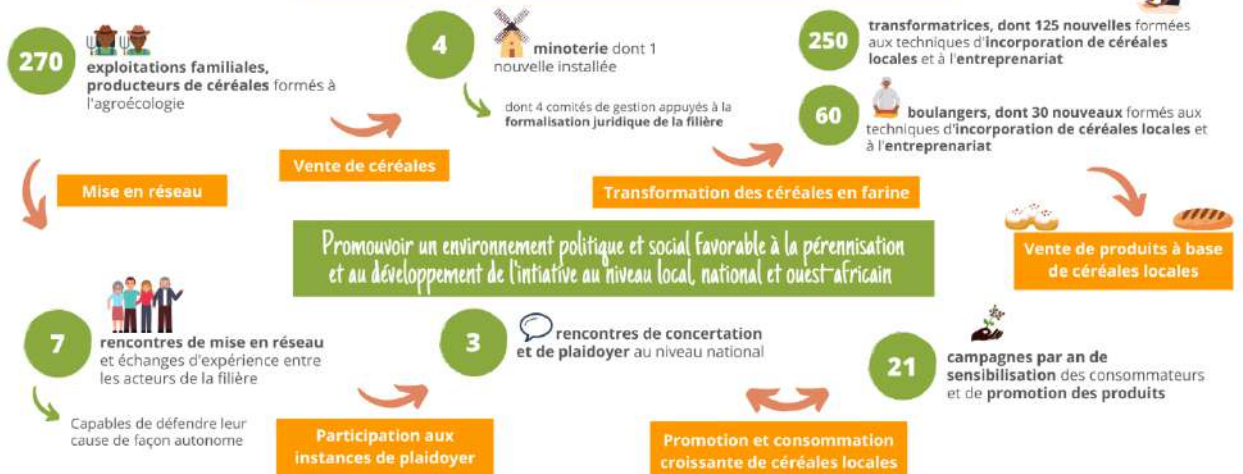 270
exploitations familiales,
producteurs de céréales formés à
l'agroécologie
4
minoterie dont 1
nouvelle installée
dont 4 comités de gestion appuyés à la
formalisation juridique de la filière
250
transformatrices, dont 125 nouvelles formées
aux techniques d'incorporation de céréales
locales et à l'entreprenariat
60
boulangers, dont 30 nouveaux formés aux
techniques d'incorporation de céréales locales et
à l'entreprenariat
Mise en réseau
Vente de céréales
Transformation des céréales en farine
Vente de produits à base
de céréales locales
Promouvoir un environnement politique et social favorable à la pérennisation
et au développement de l'intiative au niveau local, national et ouest-africain
7
rencontres de mise en réseau
et échanges d'expérience entre
les acteurs de la filière
Capables de défendre leur
cause de façon autonome
3
rencontres de concertation
et de plaidoyer au niveau national
21
campagnes par an de
sensibilisation des consommateurs
et de promotion des produits
Participation aux
instances de plaidoyer
Promotion et consommation
croissante de céréales locales